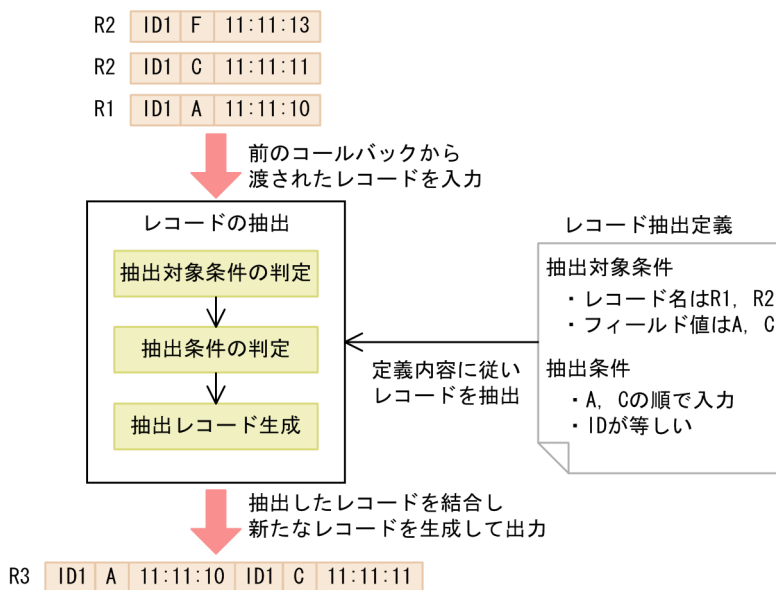 R2 ID1 F 11:11:13
R2 ID1 C 11:11:11
R1 ID1 A 11:11:10
前のコールバックから
渡されたレコードを入力
レコードの抽出
抽出対象条件の判定
抽出条件の判定
抽出レコード生成
定義内容に従い
レコードを抽出
レコード抽出定義
抽出対象条件
・レコード名はR1, R2
・フィールド値はA, C
抽出条件
・A, Cの順で入力
・IDが等しい
抽出したレコードを結合し
新たなレコードを生成して出力
R3 ID1 A 11:11:10 ID1 C 11:11:11